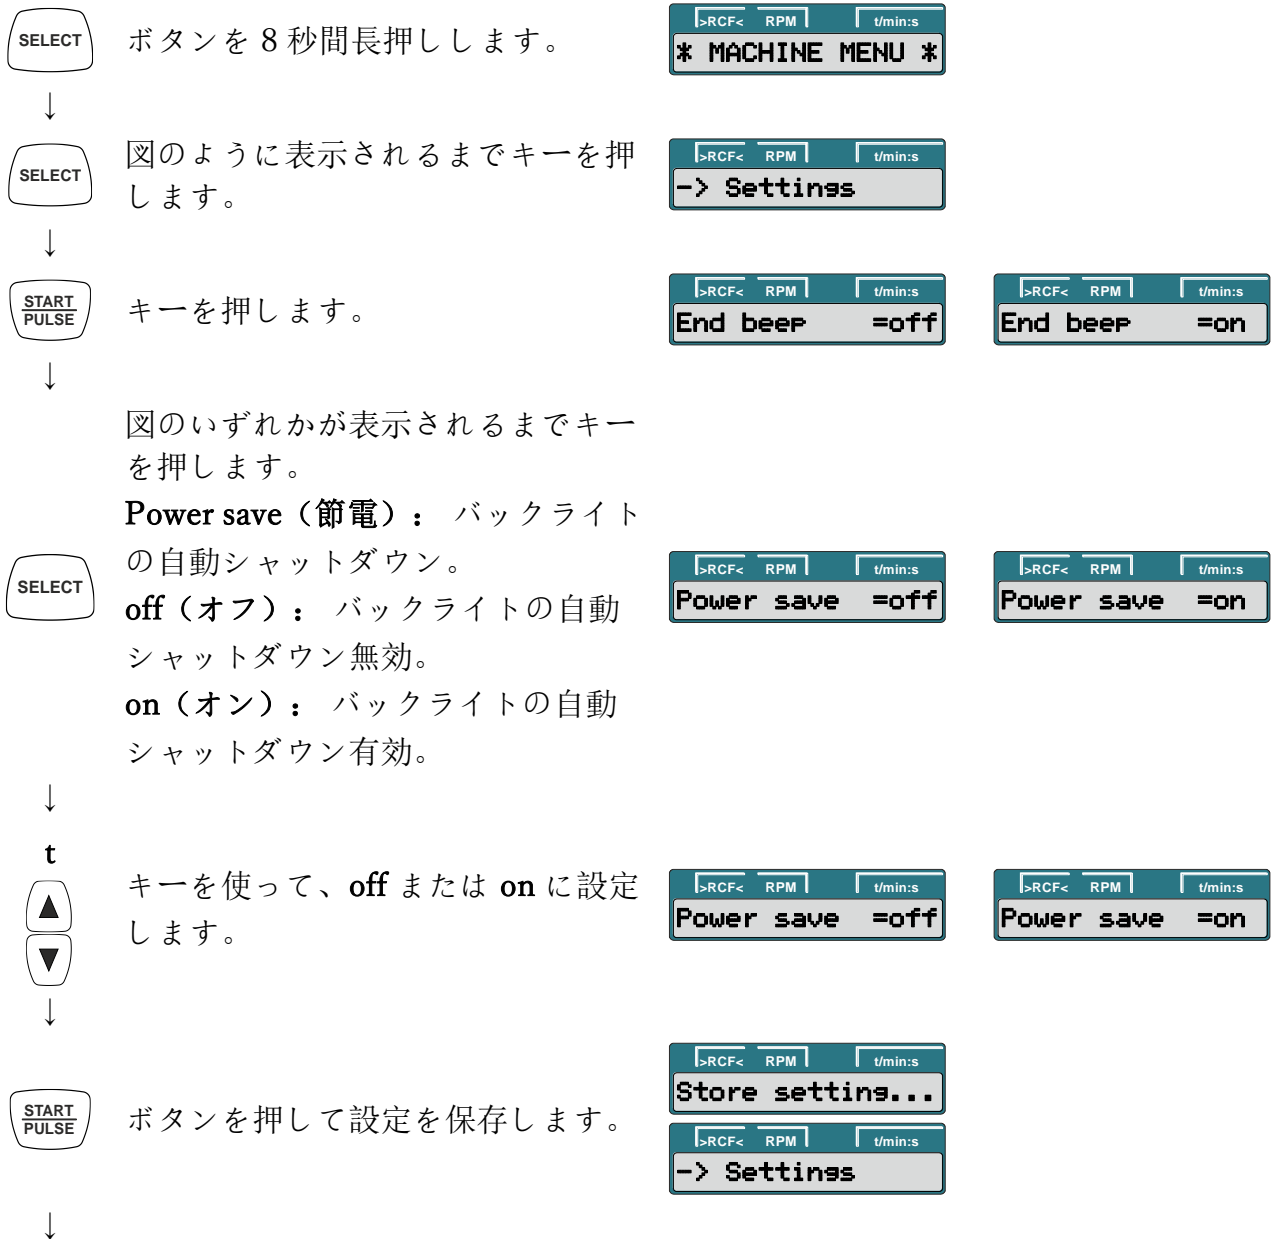 SELECT
ボタンを 8 秒間長押しします。
>RCF< RPM t/min:s
* MACHINE MENU *
↓
SELECT
図のように表示されるまでキーを押
します。
>RCF< RPM t/min:s
-> Settings
↓
START
PULSE
キーを押します。
>RCF< RPM t/min:s
End beep =off
>RCF< RPM t/min:s
End beep =on
↓
SELECT
図のいずれかが表示されるまでキー
を押します。
Power save（節電）： バックライト
の自動シャットダウン。
off（オフ）： バックライトの自動
シャットダウン無効。
on（オン）： バックライトの自動
シャットダウン有効。
>RCF< RPM t/min:s
Power save =off
>RCF< RPM t/min:s
Power save =on
↓
t
キーを使って、off または on に設定
します。
>RCF< RPM t/min:s
Power save =off
>RCF< RPM t/min:s
Power save =on
↓
START
PULSE
ボタンを押して設定を保存します。
>RCF< RPM t/min:s
Store setting...
>RCF< RPM t/min:s
-> Settings
↓